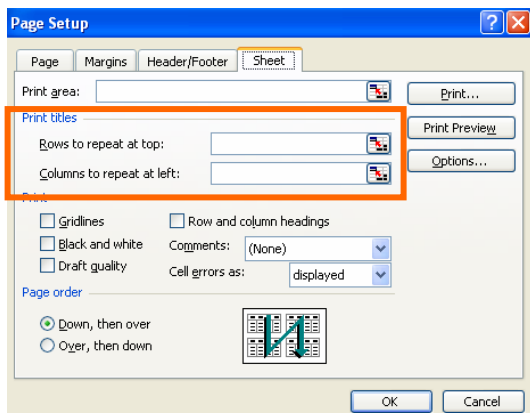 Page Setup
Page Margins Header/Footer Sheet
Print area:
Print...
Print titles
Print Preview
Rows to repeat at top:
Options...
Columns to repeat at left:
Print
Gridlines
Row and column headings
Black and white
Comments: (None)
Draft quality
Cell errors as: displayed
Page order
Down, then over
Over, then down
OK Cancel